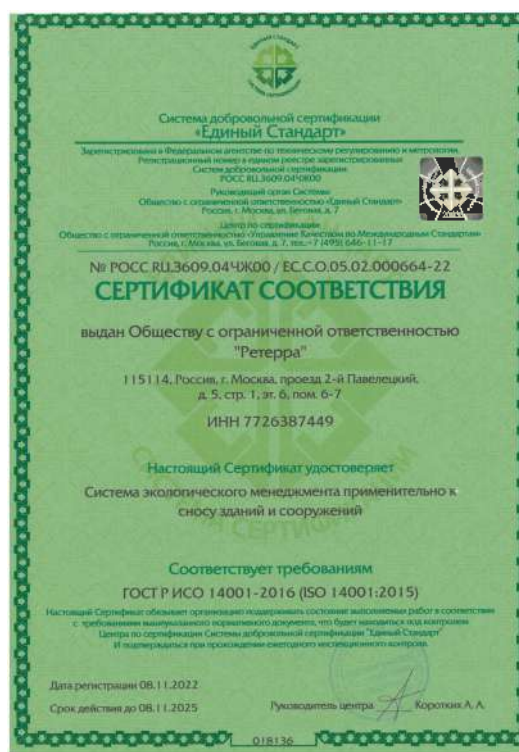 ЕДИНЫЙ СТАНДАРТ
Система добровольной сертификации
«Единый Стандарт»
Зарегистрирована в Федеральном агентстве по техническому регулированию и метрологии.
Регистрационный номер в едином реестре зарегистрированных
Систем добровольной сертификации
РОСС RU.3609.04ЧЖ00
Руководящий орган Системы
Общество с ограниченной ответственностью «Единый Стандарт»
Россия, г. Москва, ул. Беговая, д. 7
Центр по сертификации
Общество с ограниченной ответственностью «Управление Качеством по Международным Стандартам»
Россия, г. Москва, ул. Беговая, д. 7, тел.:+7 (495) 646-11-17
№ РОСС RU.3609.04ЧЖ00 / ЕС.С.О.05.02.000664-22
СЕРТИФИКАТ СООТВЕТСТВИЯ
выдан Обществу с ограниченной ответственностью
"Ретерра"
115114, Россия, г. Москва, проезд 2-й Павелецкий,
д. 5, стр. 1, эт. 6, пом. 6-7
ИНН 7726387449
Настоящий Сертификат удостоверяет
Система экологического менеджмента применительно к
сносу зданий и сооружений
Соответствует требованиям
ГОСТ Р ИСО 14001-2016 (ISO 14001:2015)
Настоящий Сертификат обязывает организацию поддерживать состояние выполняемых работ в соответствии
с требованиями вышеуказанного нормативного документа, что будет находиться под контролем
Центра по сертификации Системы добровольной сертификации "Единый Стандарт"
И подтверждаться при прохождении ежегодного инспекционного контроля.
Дата регистрации 08.11.2022
Срок действия до 08.11.2025
Руководитель центра
Коротких А. А.
018136